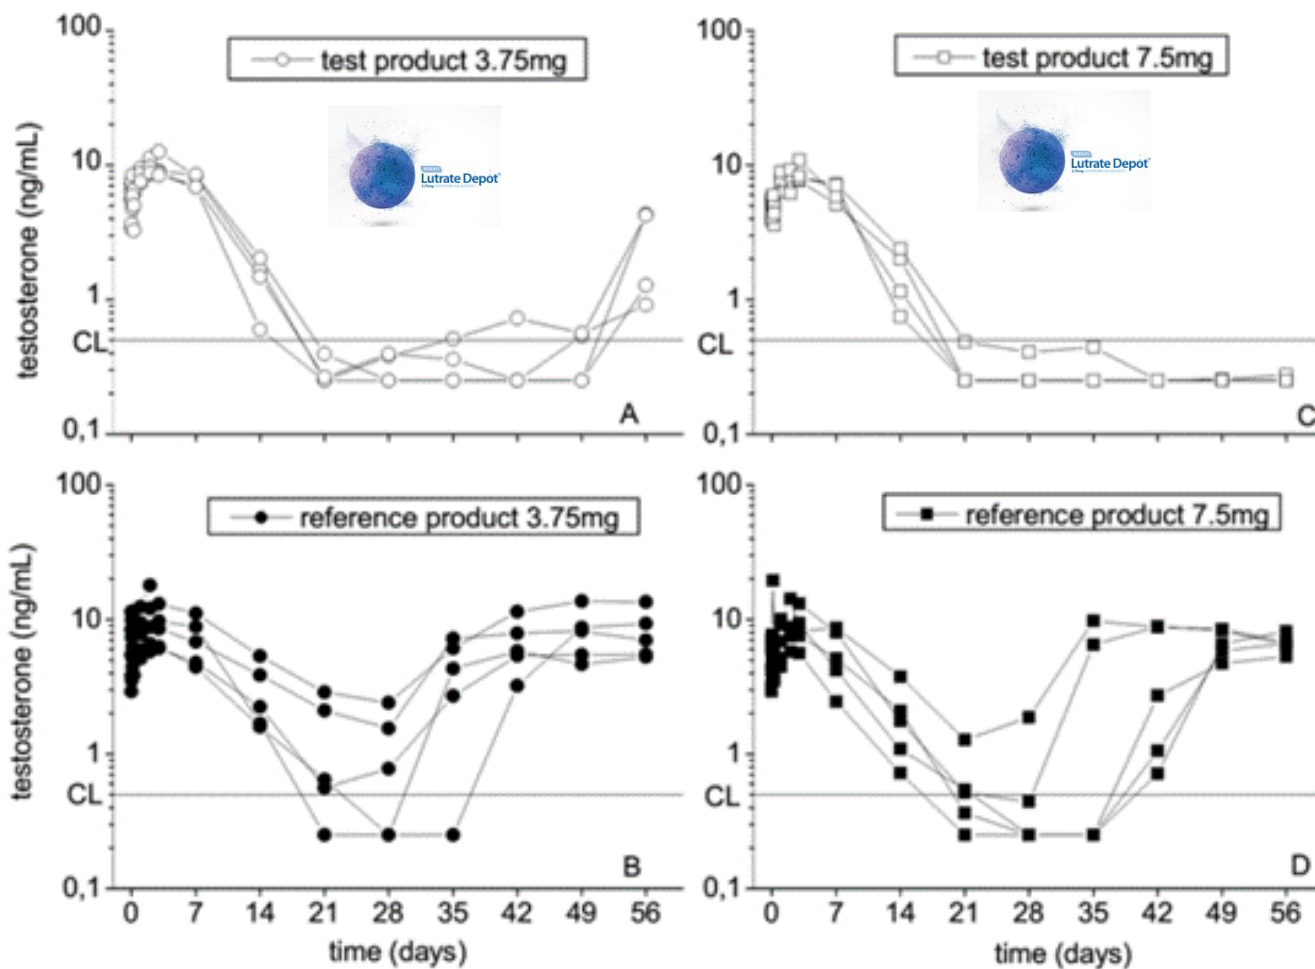 100
test product 3.75mg
testosterone (ng/mL)
10
Lutrate Depot
1
CL
A
0,1
100
test product 7.5mg
10
Lutrate Depot
1
CL
C
0,1
100
reference product 3.75mg
testosterone (ng/mL)
10
1
CL
B
0,1
0 7 14 21 28 35 42 49 56
time (days)
100
reference product 7.5mg
10
1
CL
D
0,1
0 7 14 21 28 35 42 49 56
time (days)